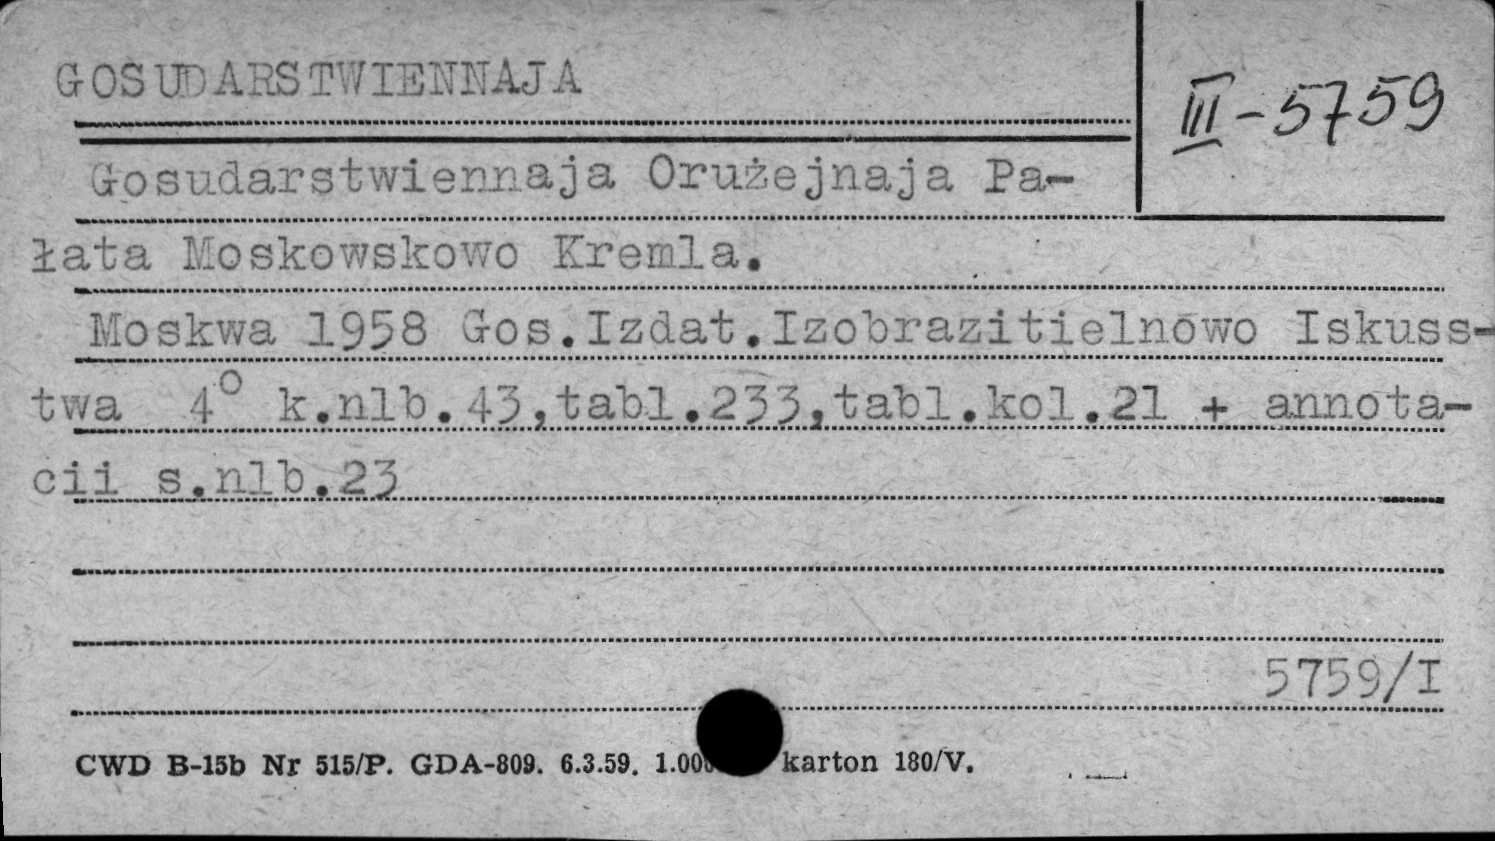 GOSUDARSTWIENNAJA
III-5759
Gosudarstwiennaja Orużejnaja Pa-
łata Moskowskowo Kremla.
Moskwa 1958 Gos.Izdat.Izobrazitielnowo Iskuss-
twa 4° k.nlb.43,tabl.233,tabl.kol.21 + annota-
cii s.nlb.23
5759/I
CWD B-15b Nr 515/P. GDA-809. 6.3.59. karton 180/V.